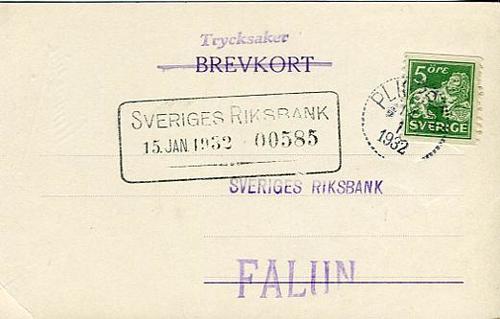 Trycksaker
BREVKORT
5 ÖRE
SVERIGE
1932
SVERIGES RIKSBANK
15. JAN 1932 00585
SVERIGES RIKSBANK
FALUN